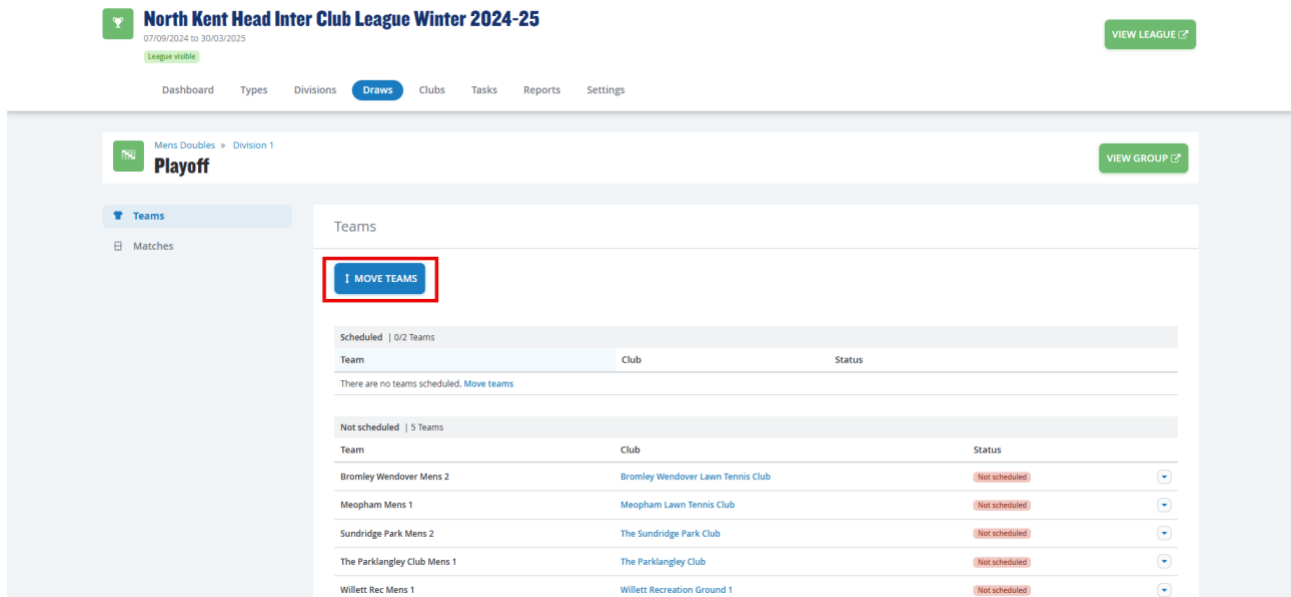 North Kent Head Inter Club League Winter 2024-25
07/09/2024 to 30/03/2025
League visible
VIEW LEAGUE
Dashboard Types Divisions Draws Clubs Tasks Reports Settings
Mens Doubles » Division 1
Playoff
VIEW GROUP
Teams
Matches
Teams
MOVE TEAMS
Scheduled | 0/2 Teams
Team Club Status
There are no teams scheduled. Move teams
Not scheduled | 5 Teams
Team Club Status
Bromley Wendover Mens 2 Bromley Wendover Lawn Tennis Club Not scheduled
Meopham Mens 1 Meopham Lawn Tennis Club Not scheduled
Sundridge Park Mens 2 The Sundridge Park Club Not scheduled
The Parklangley Club Mens 1 The Parklangley Club Not scheduled
Willett Rec Mens 1 Willett Recreation Ground 1 Not scheduled